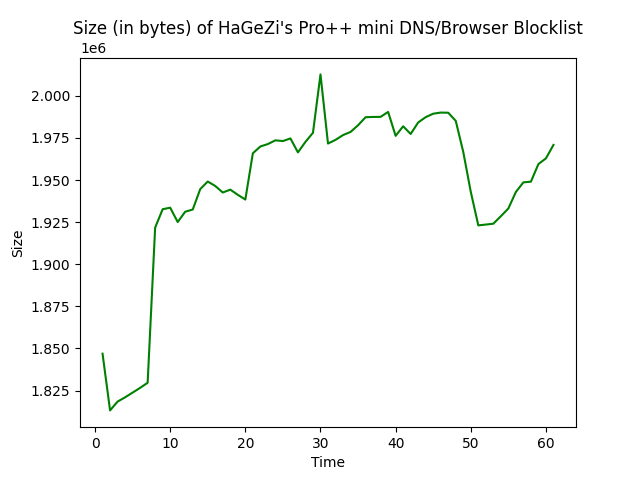 Size (in bytes) of HaGeZi's Pro++ mini DNS/Browser Blocklist
1e6
2.000
1.975
1.950
1.925
1.900
1.875
1.850
1.825
Size
0 10 20 30 40 50 60
Time